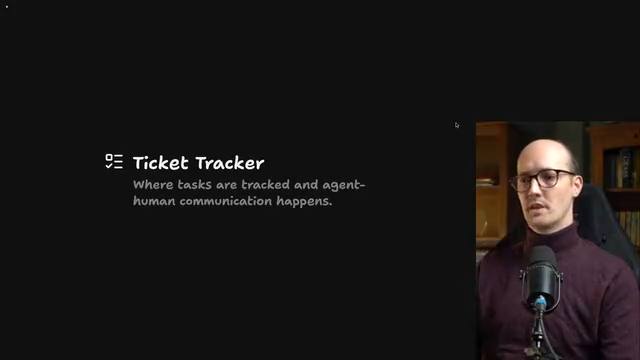 Ticket Tracker
Where tasks are tracked and agent-
human communication happens.